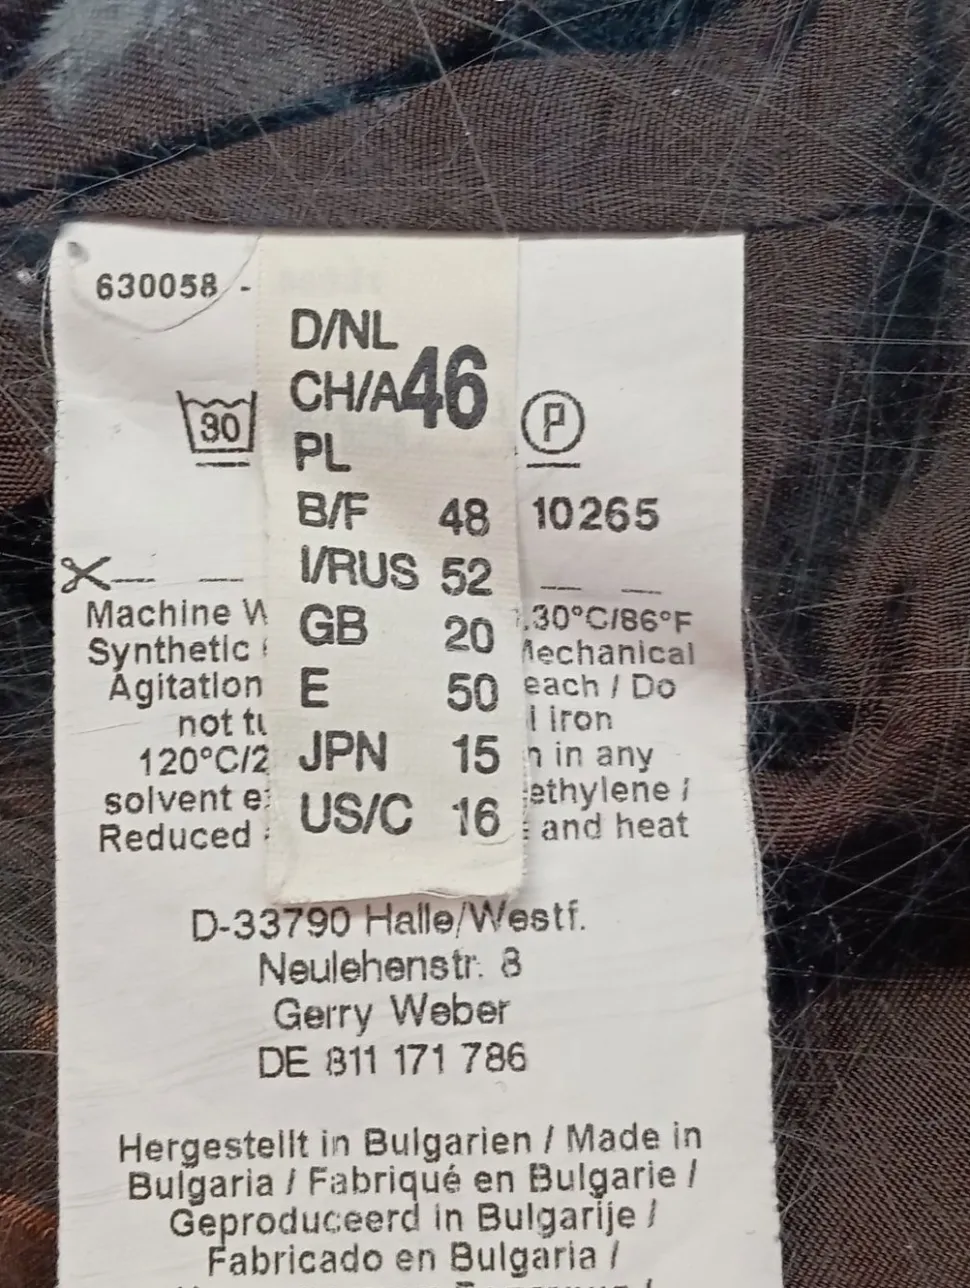 630058 -
D/NL
CH/A 46
PL
30
P
B/F 48
10265
I/RUS 52
GB 20
E 50
JPN 15
US/C 16
Machine
30°C/86°F
Synthetic
Mechanical
Agitation
/ Do
not
iron
120°C/2
in any
solvent
Reduced
and heat
D-33790 Halle/Westf.
Neulehenstr. 8
Gerry Weber
DE 811 171 786
Hergestellt in Bulgarien / Made in
Bulgaria / Fabriqué en Bulgarie /
Geproduceerd in Bulgarije /
Fabricado en Bulgaria /